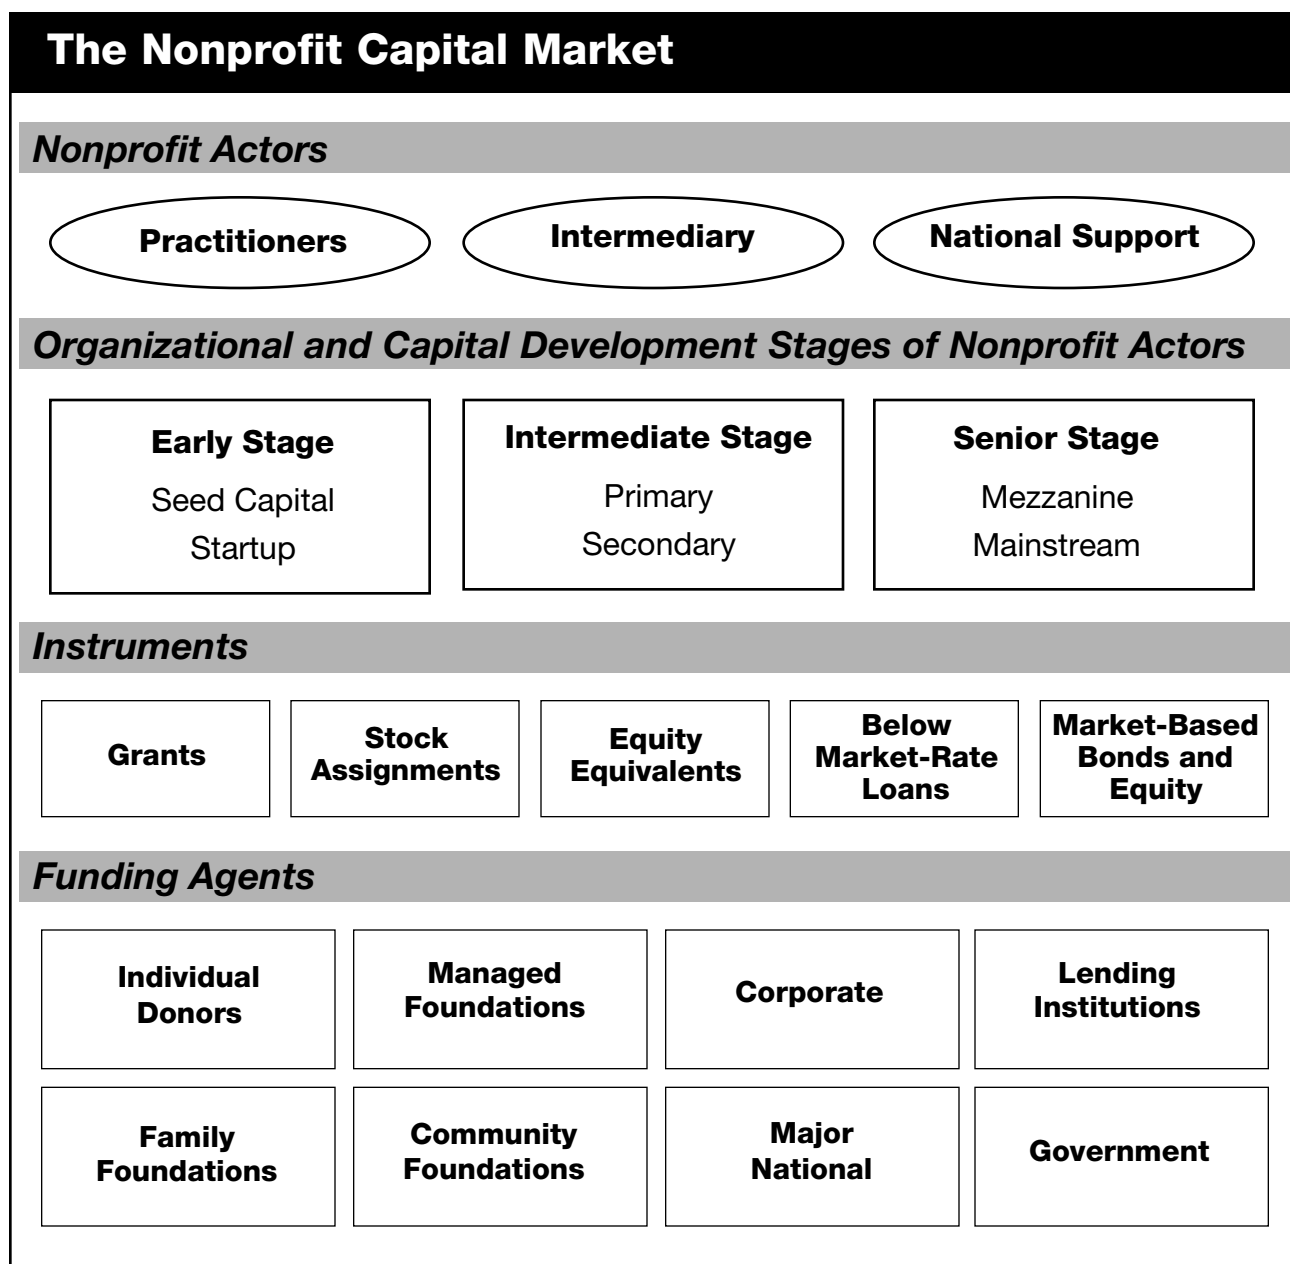 The Nonprofit Capital Market
Nonprofit Actors
Practitioners
Intermediary
National Support
Organizational and Capital Development Stages of Nonprofit Actors
Early Stage
Seed Capital
Startup
Intermediate Stage
Primary
Secondary
Senior Stage
Mezzanine
Mainstream
Instruments
Grants
Stock
Assignments
Equity
Equivalents
Below
Market-Rate
Loans
Market-Based
Bonds and
Equity
Funding Agents
Individual
Donors
Managed
Foundations
Corporate
Lending
Institutions
Family
Foundations
Community
Foundations
Major
National
Government